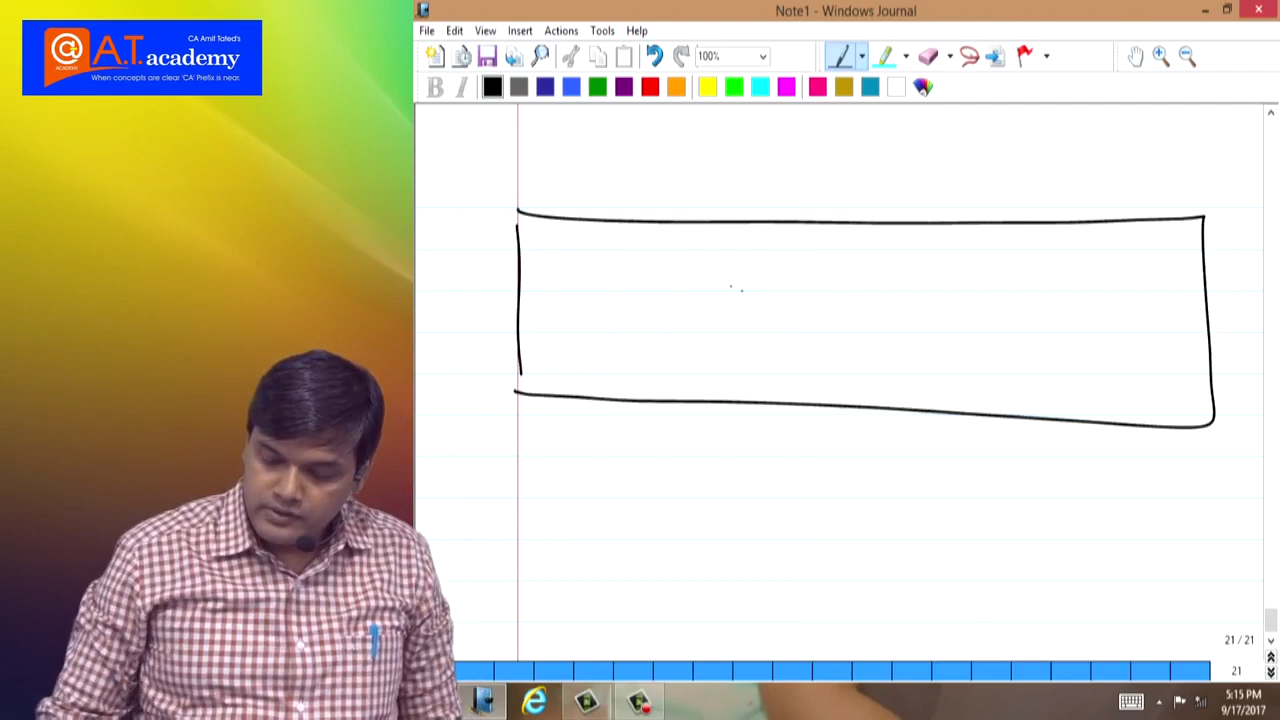 Note1 - Windows Journal
CA Amit Tated's
@ A.T. academy
ACADEMY
When concepts are clear 'CA' Prefix is near.
File Edit View Insert Actions Tools Help
100%
B I
21 / 21
21
5:15 PM
9/17/2017